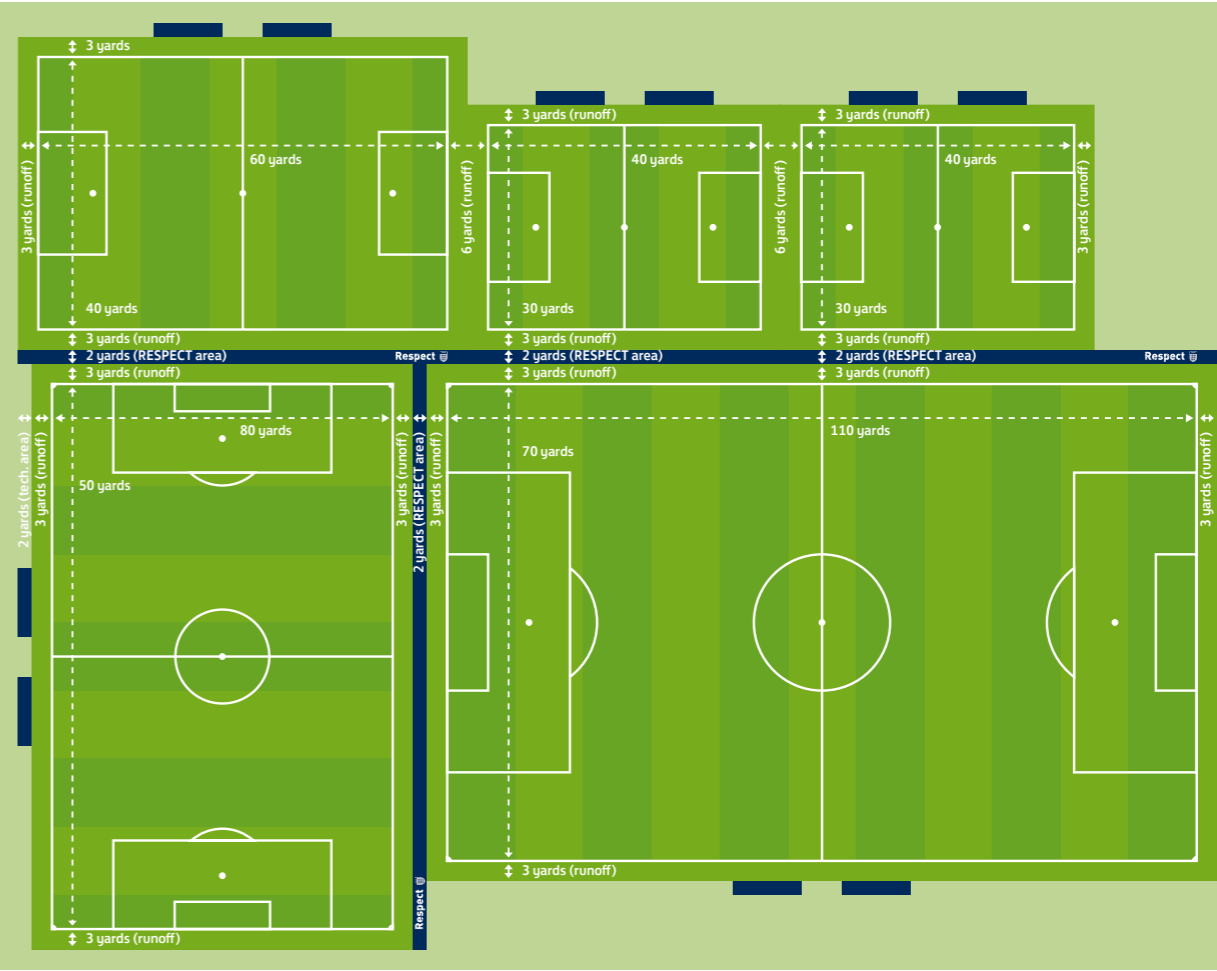 3 yards
3 yards (runoff)
3 yards (runoff)
60 yards
40 yards
40 yards
3 yards (runoff)
6 yards (runoff)
6 yards (runoff)
3 yards (runoff)
40 yards
30 yards
30 yards
3 yards (runoff)
3 yards (runoff)
3 yards (runoff)
2 yards (RESPECT area)
Respect
2 yards (RESPECT area)
2 yards (RESPECT area)
Respect
3 yards (runoff)
3 yards (runoff)
3 yards (runoff)
80 yards
110 yards
70 yards
50 yards
2 yards (tech. area)
3 yards (runoff)
3 yards (runoff)
2 yards (RESPECT area)
3 yards (runoff)
3 yards (runoff)
3 yards (runoff)
Respect
3 yards (runoff)